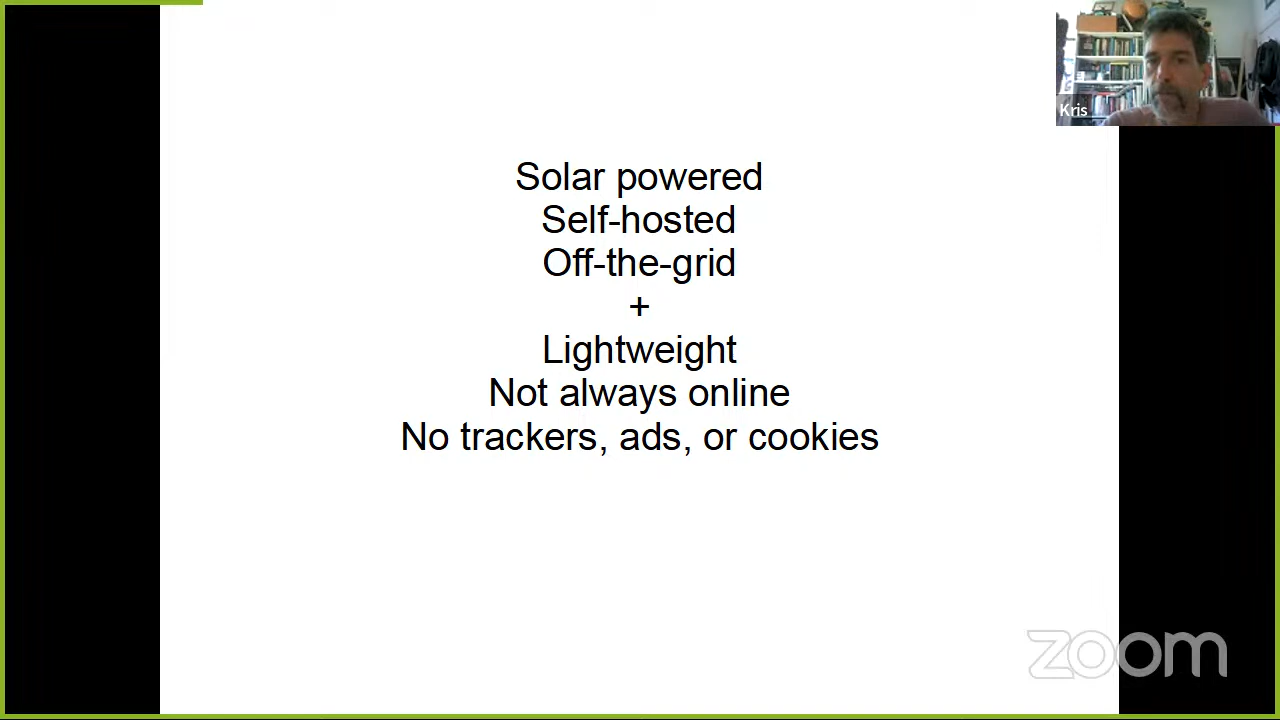 Kris
Solar powered
Self-hosted
Off-the-grid
+
Lightweight
Not always online
No trackers, ads, or cookies
zoom